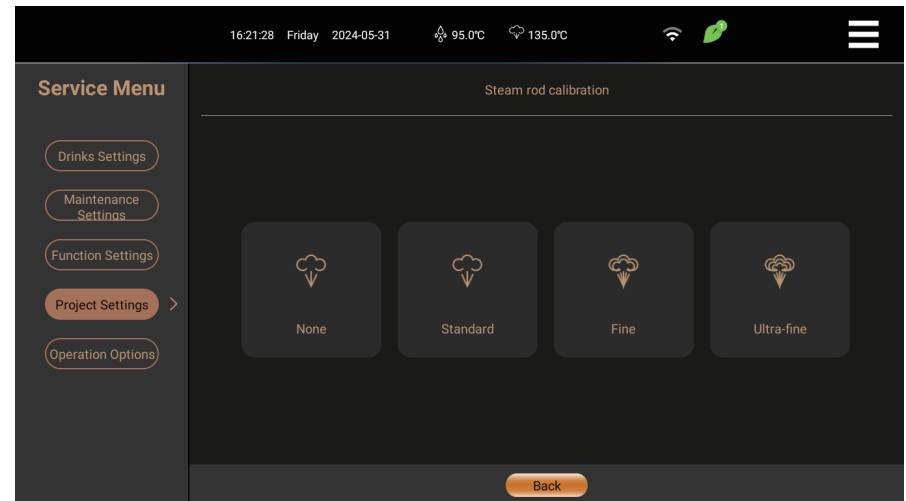 16:21:28 Friday 2024-05-31 95.0℃ 135.0℃
1
Service Menu
Steam rod calibration
Drinks Settings
Maintenance
Settings
Function Settings
Project Settings
Operation Options
None
Standard
Fine
Ultra-fine
Back